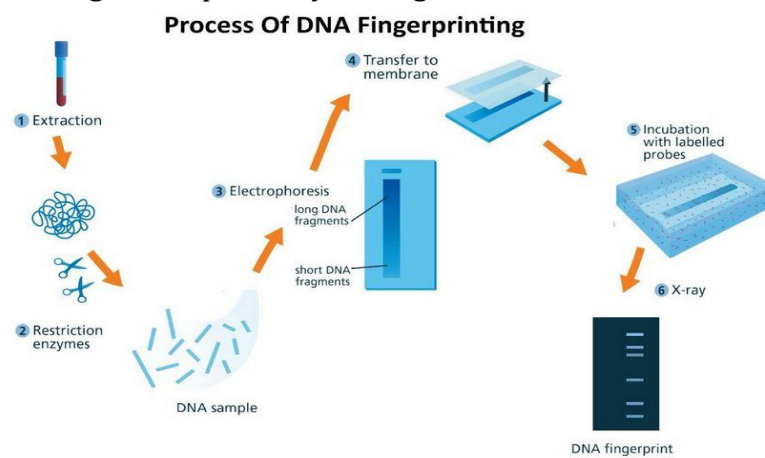 Process Of DNA Fingerprinting
1 Extraction
2 Restriction
enzymes
DNA sample
3 Electrophoresis
long DNA
fragments
short DNA
fragments
4 Transfer to
membrane
5 Incubation
with labelled
probes
6 X-ray
DNA fingerprint